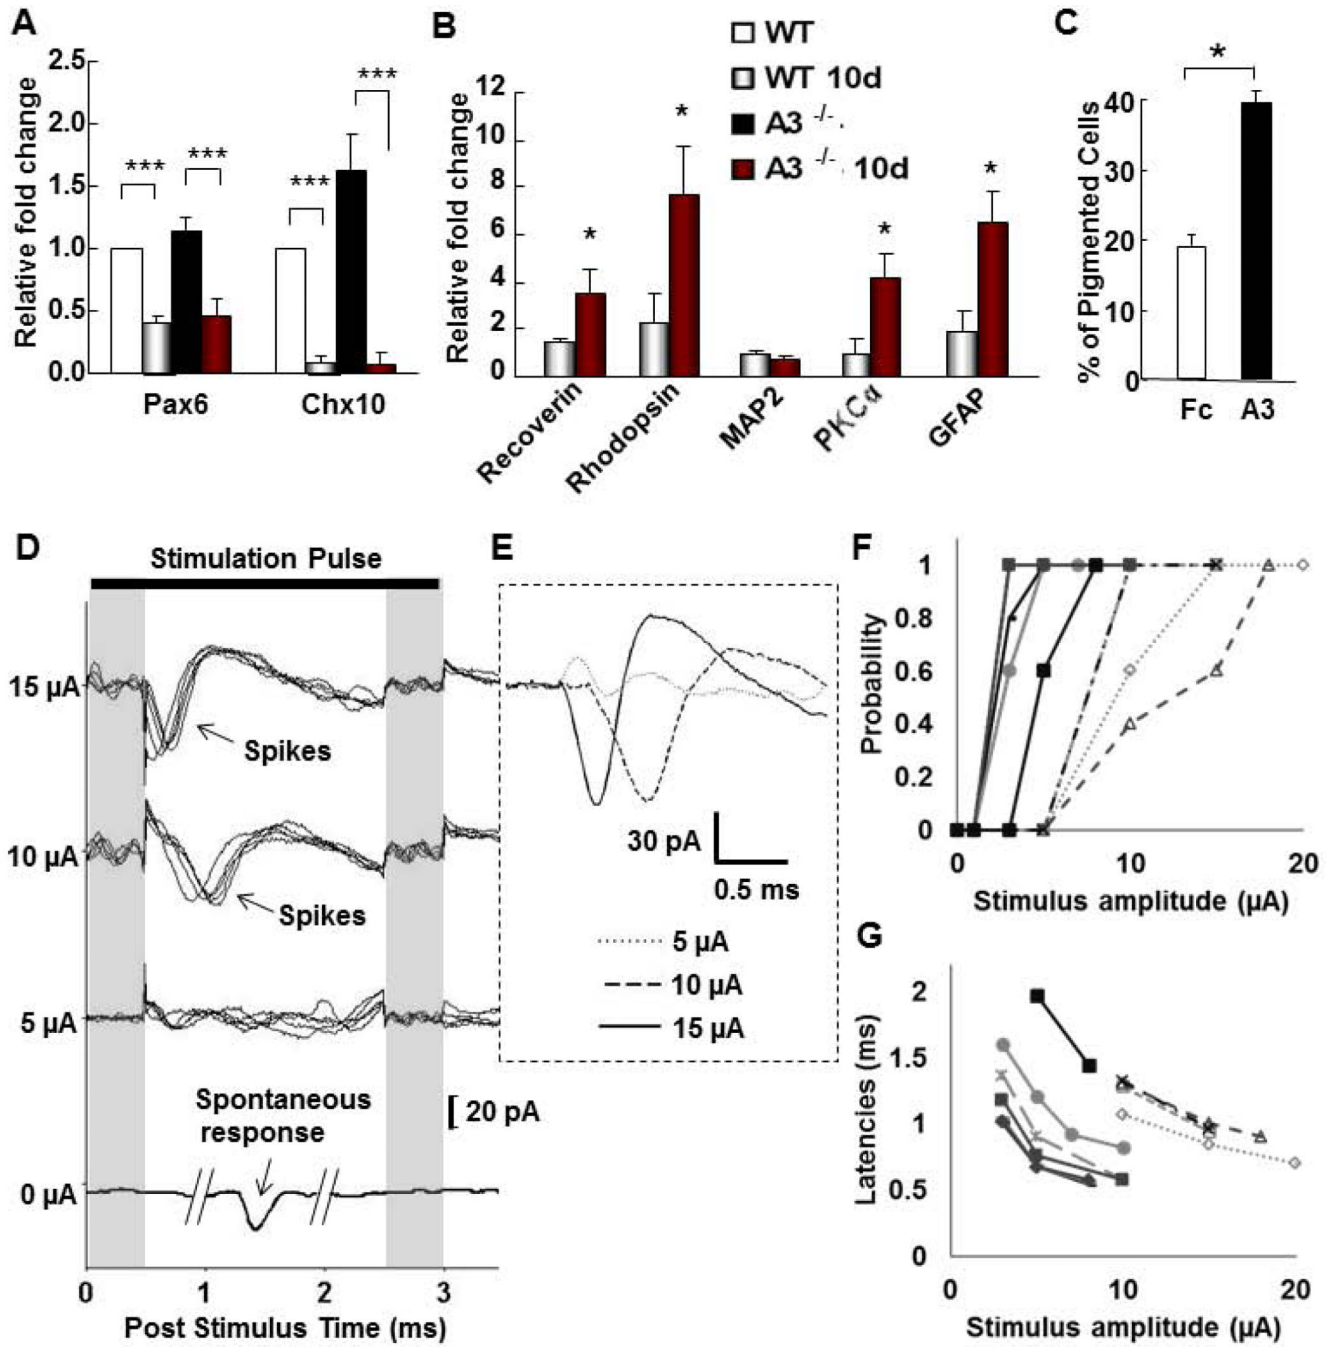 A
Relative fold change
2.5
2.0
1.5
1.0
0.5
0.0
***
***
***
***
Pax6
Chx10
B
WT
WT 10d
A3 -/-
A3 -/- 10d
Relative fold change
12
10
8
6
4
2
0
*
*
*
*
Recoverin
Rhodopsin
MAP2
PKCα
GFAP
C
*
% of Pigmented Cells
40
30
20
10
0
Fc
A3
D
Stimulation Pulse
15 µA
Spikes
10 µA
Spikes
5 µA
Spontaneous
response
20 pA
0 µA
0
1
2
3
Post Stimulus Time (ms)
E
30 pA
0.5 ms
5 µA
10 µA
15 µA
F
Probability
1
0.8
0.6
0.4
0.2
0
0
10
20
Stimulus amplitude (µA)
G
Latencies (ms)
2
1.5
1
0.5
0
0
10
20
Stimulus amplitude (µA)